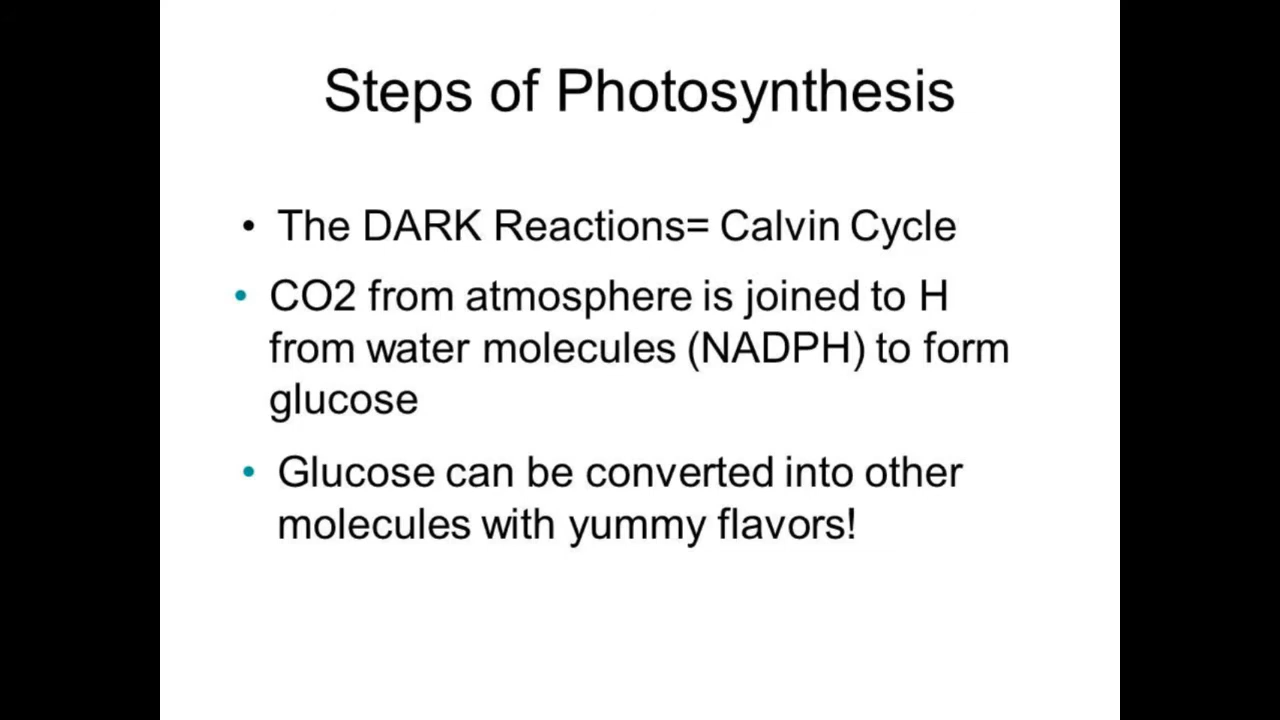 Steps of Photosynthesis
• The DARK Reactions= Calvin Cycle
• CO2 from atmosphere is joined to H
from water molecules (NADPH) to form
glucose
• Glucose can be converted into other
molecules with yummy flavors!